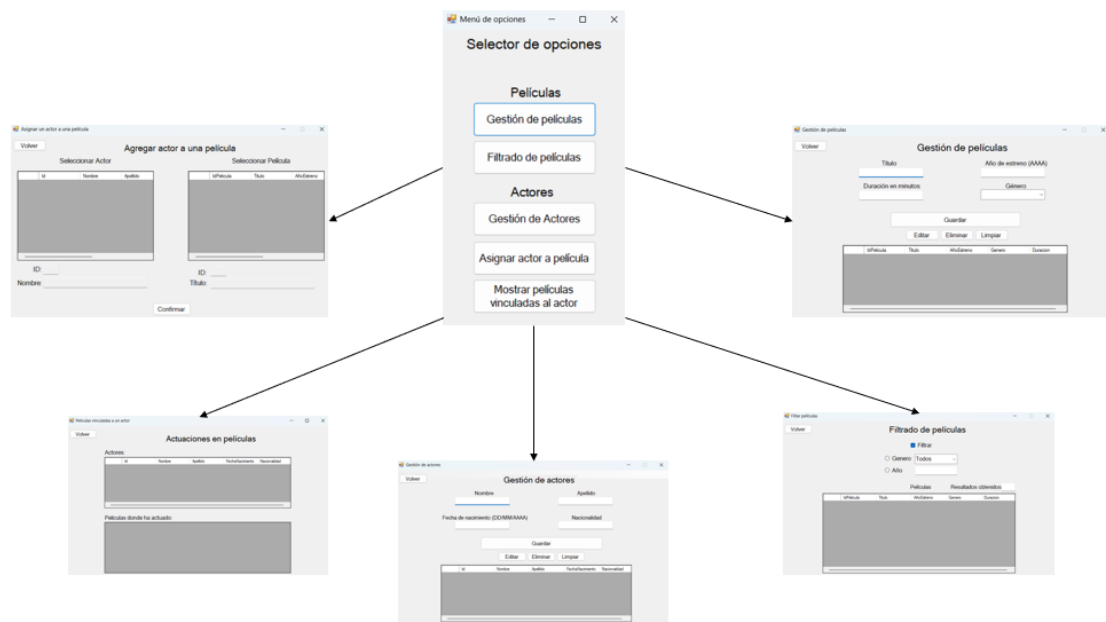 Menú de opciones
Selector de opciones
Películas
Gestión de películas
Filtrado de películas
Actores
Gestión de Actores
Asignar actor a película
Mostrar películas
vinculadas al actor
Asignar un actor a una película
Volver
Agregar actor a una película
Seleccionar Actor Seleccionar Película
Id Nombre Apellido IdPelicula Titulo AñoEstreno
ID: ID:
Nombre: Título:
Confirmar
Gestión de películas
Volver
Gestión de películas
Título Año de estreno (AAAA)
Duración en minutos Género
Guardar
Editar Eliminar Limpiar
IdPelicula Titulo AñoEstreno Genero Duracion
Películas vinculadas a un actor
Volver
Actuaciones en películas
Actores
Id Nombre Apellido FechaNacimiento Nacionalidad
Películas donde ha actuado:
Gestión de actores
Volver
Gestión de actores
Nombre Apellido
Fecha de nacimiento (DD/MM/AAAA) Nacionalidad
Guardar
Editar Eliminar Limpiar
Id Nombre Apellido FechaNacimiento Nacionalidad
Filtrar películas
Volver
Filtrado de películas
Filtrar
Genero Todos
Año
Películas Resultados obtenidos:
IdPelicula Titulo AñoEstreno Genero Duracion